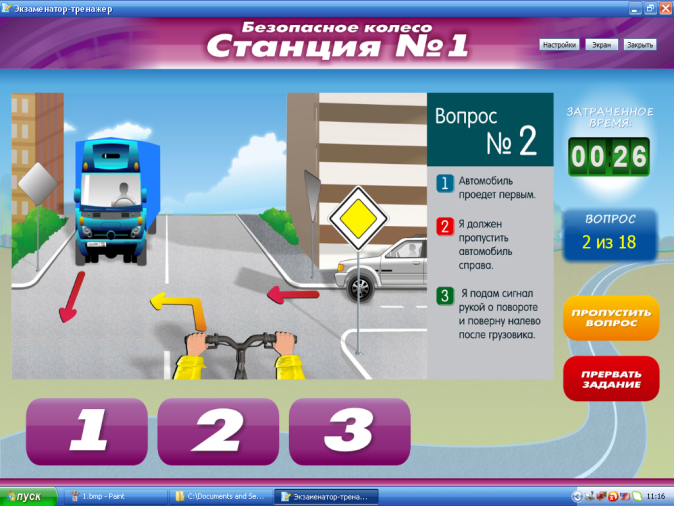 Экзаменатор-тренажер
Безопасное колесо
Станция №1
Настройки
Экран
Закрыть
Вопрос
№ 2
1 Автомобиль
проедет первым.
2 Я должен
пропустить
автомобиль
справа.
3 Я подам сигнал
рукой о повороте
и поверну налево
после грузовика.
ЗАТРАЧЕННОЕ
ВРЕМЯ:
00:26
ВОПРОС
2 из 18
ПРОПУСТИТЬ
ВОПРОС
ПРЕРВАТЬ
ЗАДАНИЕ
1
2
3
пуск
1.bmp - Paint
C:\Documents and Se...
Экзаменатор-трена...
11:16